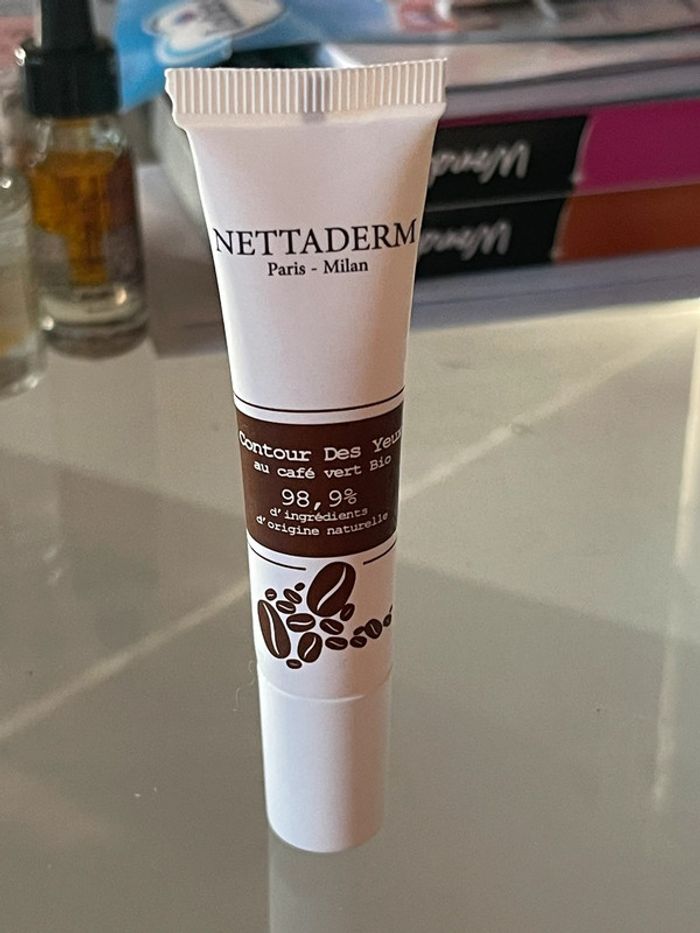 NETTADERM
Paris - Milan
Contour Des Yeux
au café vert Bio
98,9%
d'ingrédients
d'origine naturelle